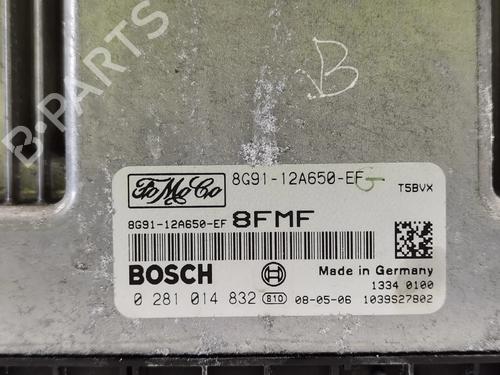 B
FoMoCo
8G91-12A650-EF G
T5BVX
8G91-12A650-EF 8FMF
BOSCH
Made in Germany
1334 0100
0 281 014 832 810 08-05-06 1039S27802
B-Parts